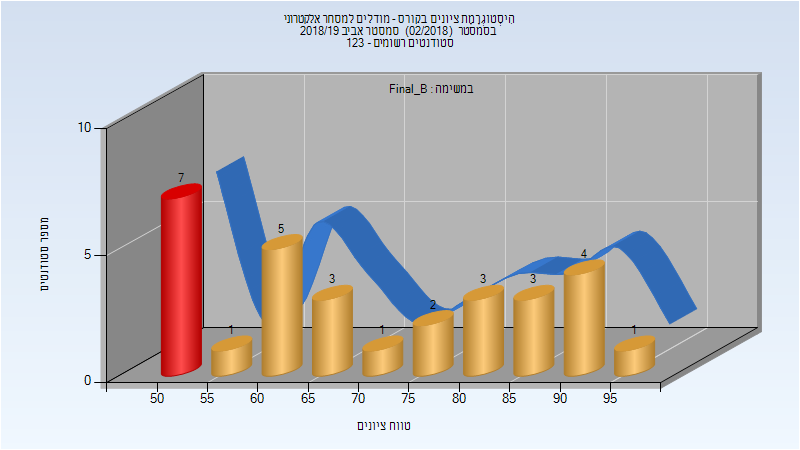 היסטוגרמת ציונים בקורס - מודלים למסחר אלקטרוני
בסמסטר (02/2018) סמסטר אביב 2018/19
סטודנטים רשומים - 123
במשימה : Final_B
מספר סטודנטים
10
5
0
7
1
5
3
1
2
3
3
4
1
50 55 60 65 70 75 80 85 90 95
טווח ציונים